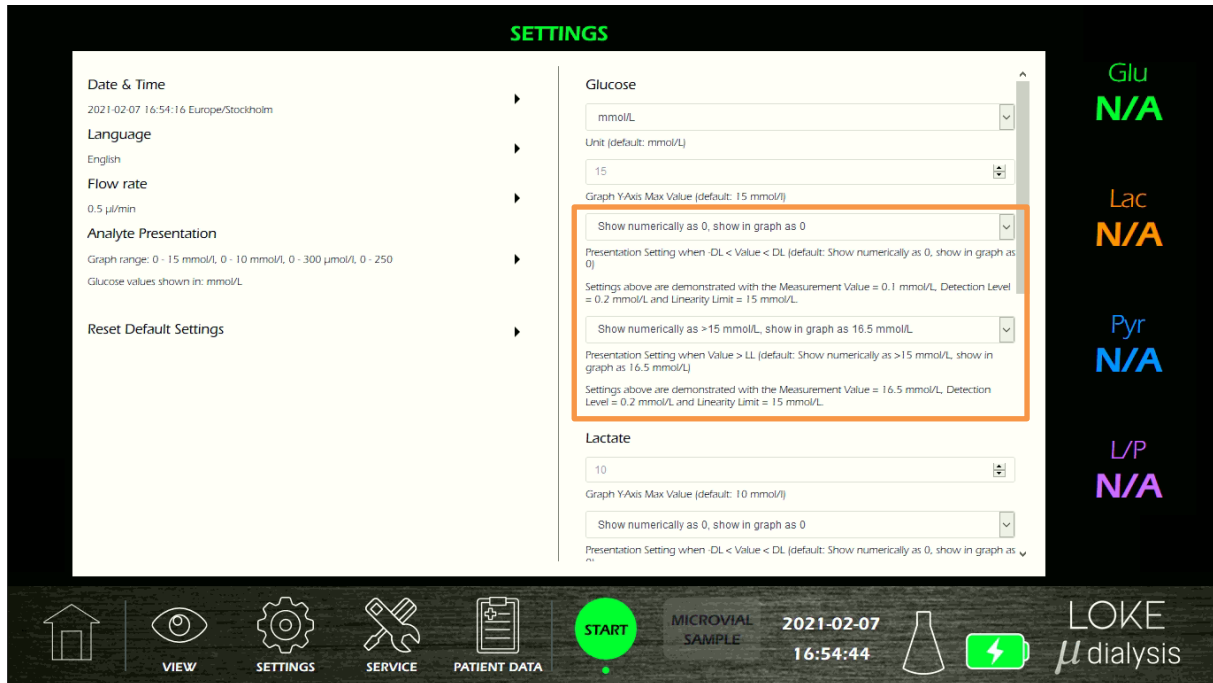 SETTINGS
Date & Time
2021-02-07 16:54:16 Europe/Stockholm
Language
English
Flow rate
0.5 µl/min
Analyte Presentation
Graph range: 0 - 15 mmol/l, 0 - 10 mmol/l, 0 - 300 µmol/l, 0 - 250
Glucose values shown in: mmol/L
Reset Default Settings
Glucose
mmol/L
Unit (default: mmol/L)
15
Graph Y-Axis Max Value (default: 15 mmol/l)
Show numerically as 0, show in graph as 0
Presentation Setting when -DL < Value < DL (default: Show numerically as 0, show in graph as
0)
Settings above are demonstrated with the Measurement Value = 0.1 mmol/L, Detection Level
= 0.2 mmol/L and Linearity Limit = 15 mmol/L.
Show numerically as >15 mmol/L, show in graph as 16.5 mmol/L
Presentation Setting when Value > LL (default: Show numerically as >15 mmol/L, show in
graph as 16.5 mmol/L)
Settings above are demonstrated with the Measurement Value = 16.5 mmol/L, Detection
Level = 0.2 mmol/L and Linearity Limit = 15 mmol/L.
Lactate
10
Graph Y-Axis Max Value (default: 10 mmol/l)
Show numerically as 0, show in graph as 0
Presentation Setting when -DL < Value < DL (default: Show numerically as 0, show in graph as
Glu
N/A
Lac
N/A
Pyr
N/A
L/P
N/A
VIEW
SETTINGS
SERVICE
PATIENT DATA
START
MICROVIAL
SAMPLE
2021-02-07
16:54:44
LOKE
µ dialysis